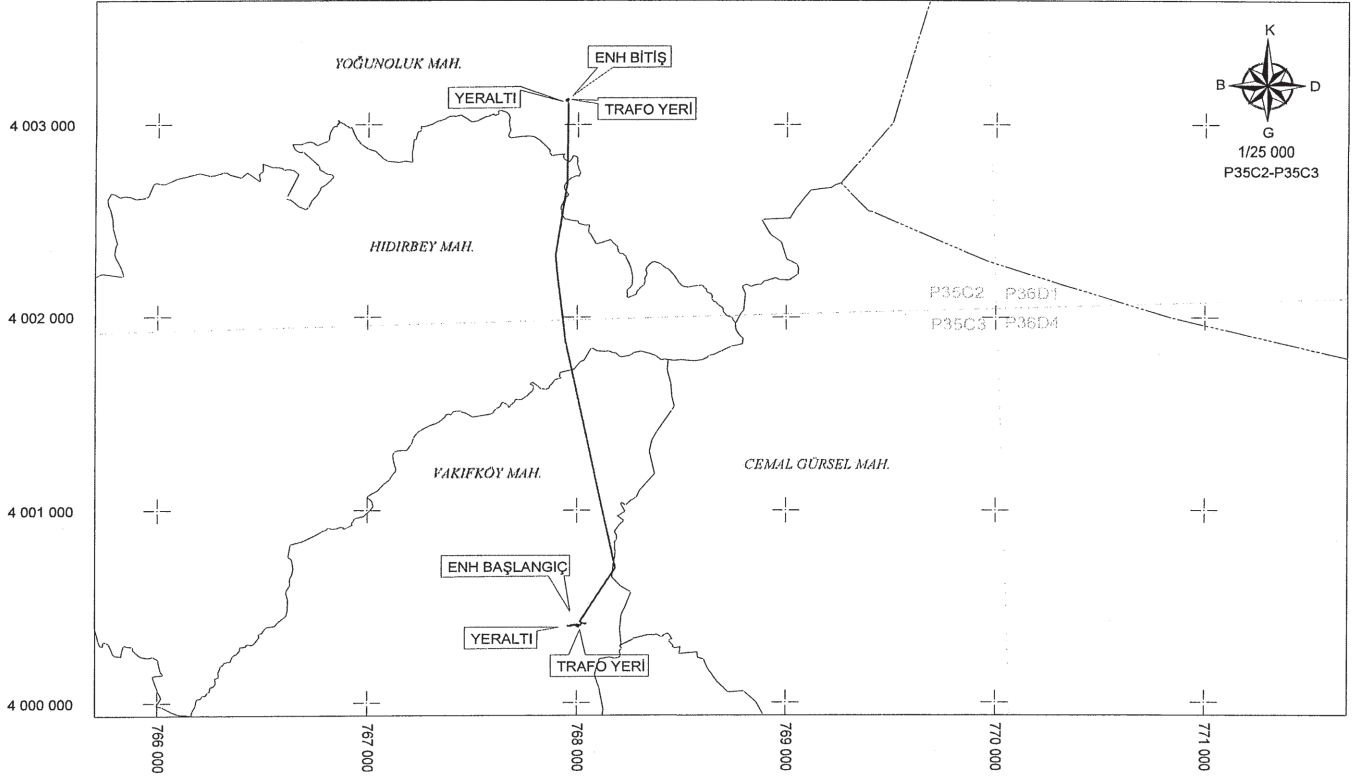 K
B
D
G
1/25 000
P35C2-P35C3
YOĞUNOLUK MAH.
ENH BİTİŞ
YERALTI
TRAFO YERİ
4 003 000
HIDIRBEY MAH.
P35C2
P36D1
4 002 000
P35C3
P36D4
VAKIFKÖY MAH.
CEMAL GÜRSEL MAH.
4 001 000
ENH BAŞLANGIÇ
YERALTI
TRAFO YERİ
4 000 000
766 000
767 000
768 000
769 000
770 000
771 000